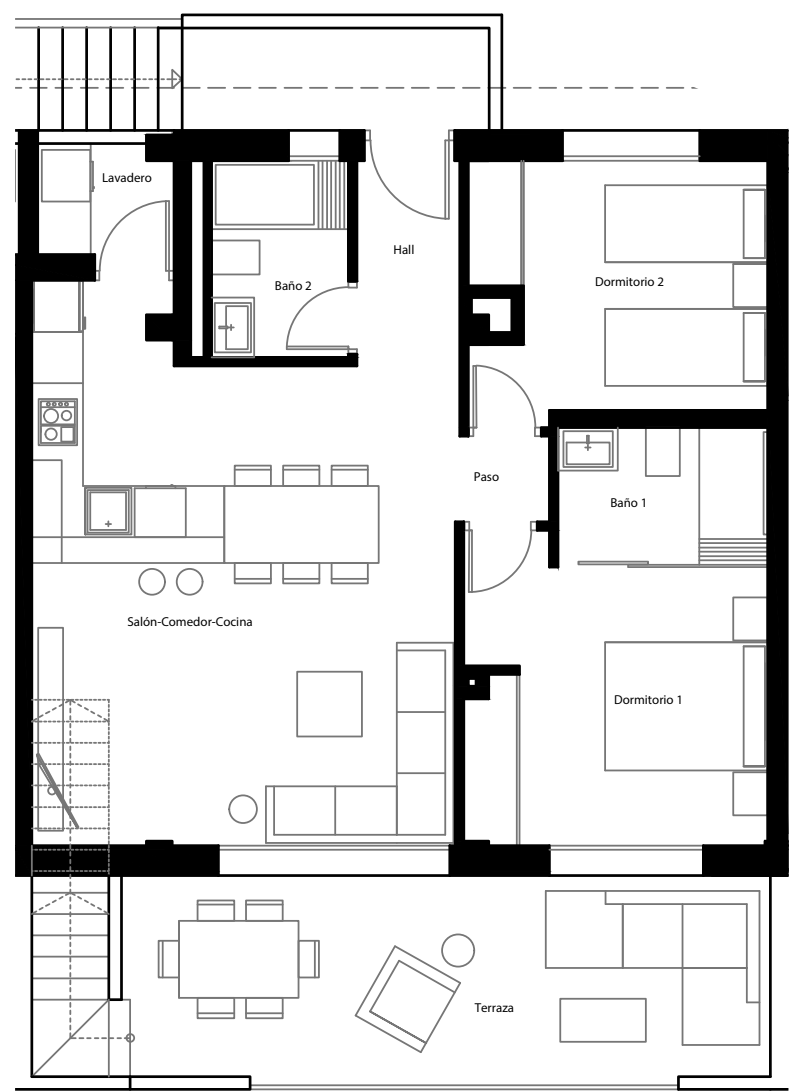 Lavadero
Hall
Baño 2
Dormitorio 2
Paso
Baño 1
Salón-Comedor-Cocina
Dormitorio 1
Terraza